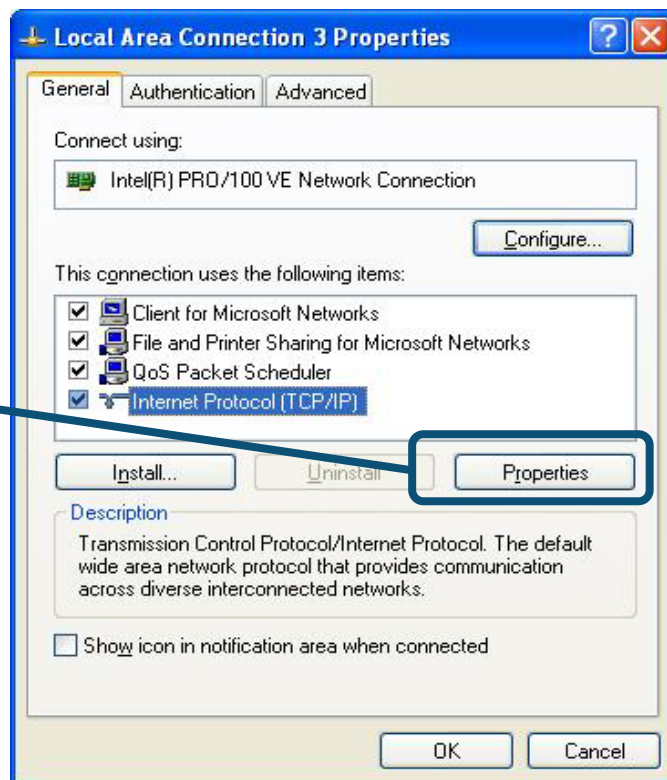 Local Area Connection 3 Properties
General Authentication Advanced
Connect using:
Intel(R) PRO/100 VE Network Connection
Configure...
This connection uses the following items:
Client for Microsoft Networks
File and Printer Sharing for Microsoft Networks
QoS Packet Scheduler
Internet Protocol (TCP/IP)
Install... Uninstall Properties
Description
Transmission Control Protocol/Internet Protocol. The default
wide area network protocol that provides communication
across diverse interconnected networks.
Show icon in notification area when connected
OK Cancel